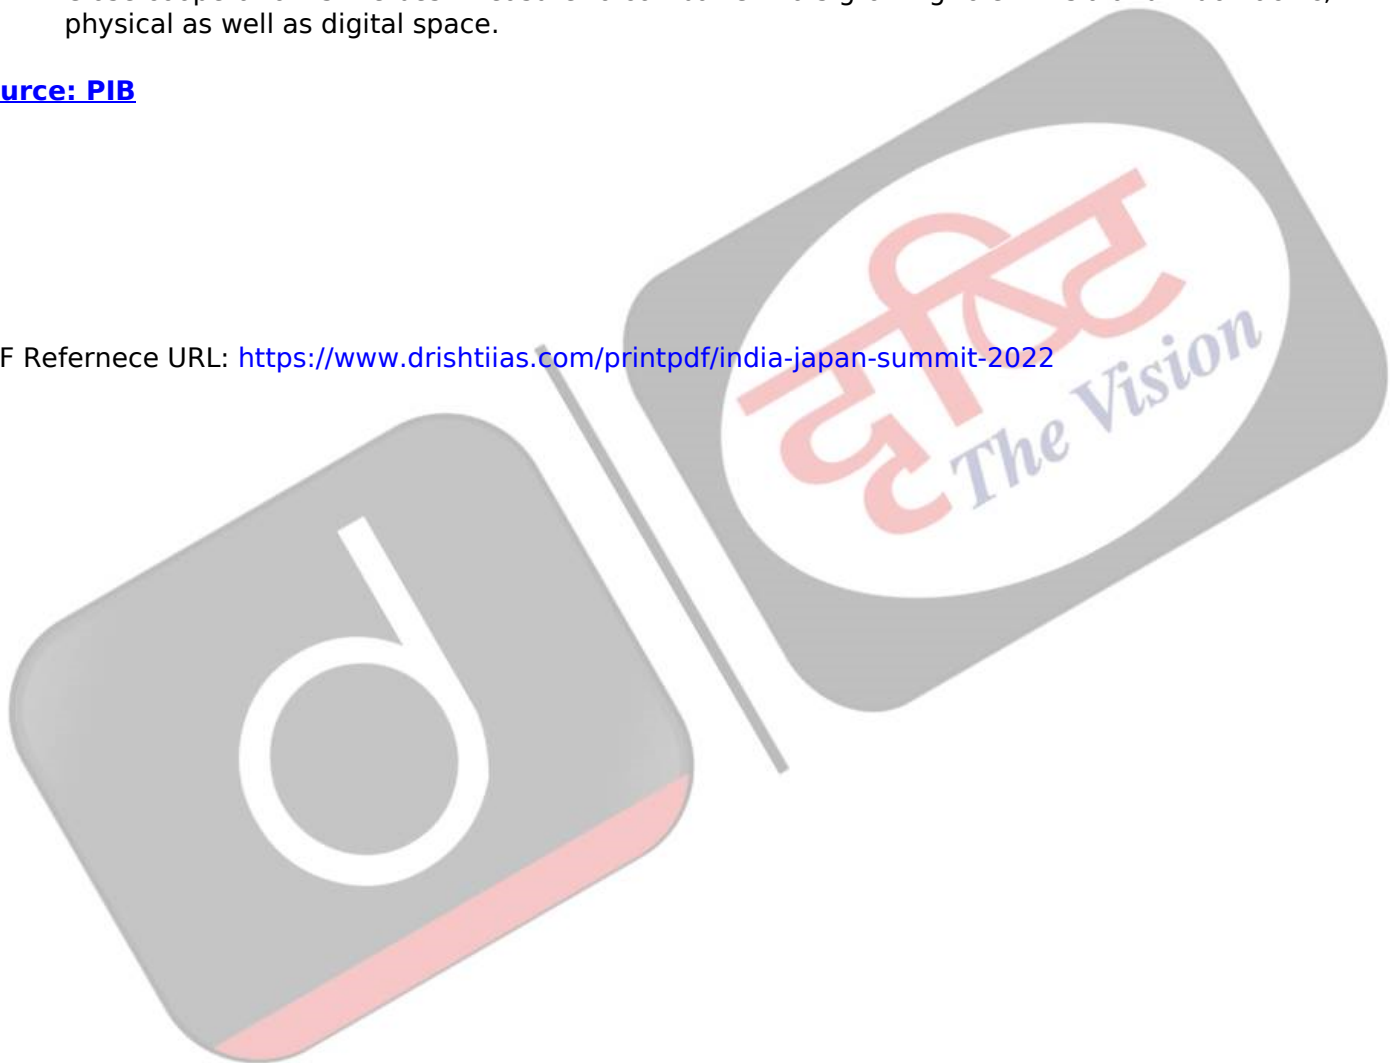 physical as well as digital space.
urce: PIB
F Refernece URL: https://www.drishtiias.com/printpdf/india-japan-summit-2022
दृष्टि
The Vision
d